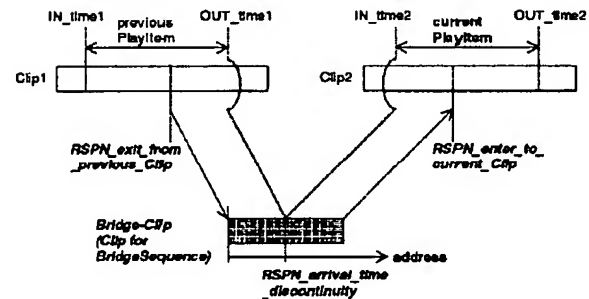 IN_time1
previous
PlayItem
OUT_time1
IN_time2
current
PlayItem
OUT_time2
Clip1
Clip2
RSPN_exit_from
_previous_Clip
RSPN_enter_to_
current_Clip
Bridge-Clip
(Clip for
BridgeSequence)
address
RSPN_arrival_time
_discontinuity